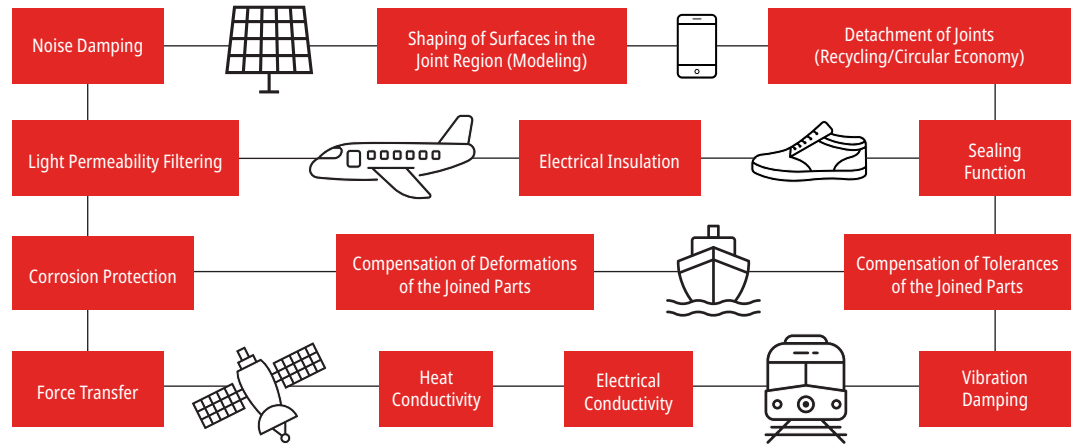 Noise Damping
Shaping of Surfaces in the
Joint Region (Modeling)
Detachment of Joints
(Recycling/Circular Economy)
Light Permeability Filtering
Electrical Insulation
Sealing
Function
Corrosion Protection
Compensation of Deformations
of the Joined Parts
Compensation of Tolerances
of the Joined Parts
Force Transfer
Heat
Conductivity
Electrical
Conductivity
Vibration
Damping